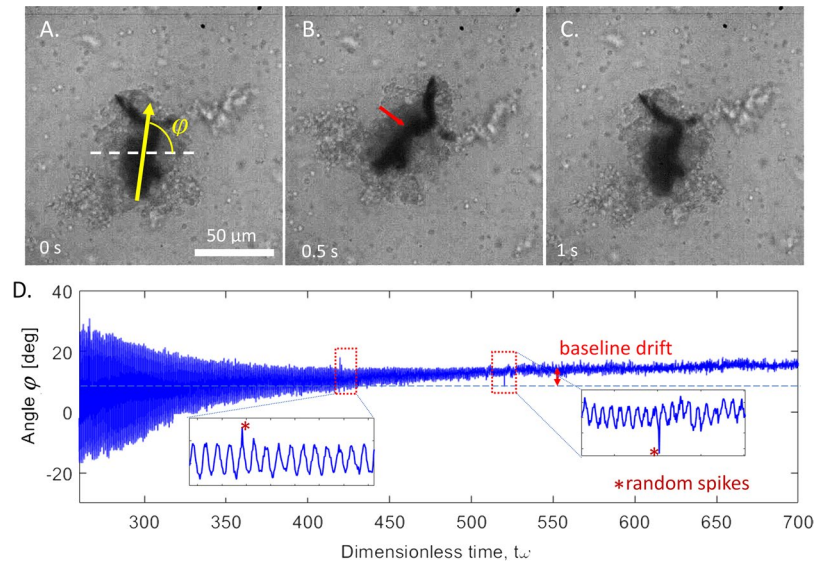 A.
B.
C.
φ
0 s
50 µm
0.5 s
1 s
D.
Angle φ [deg]
40
20
0
-20
baseline drift
*
*
*random spikes
300
350
400
450
500
550
600
650
700
Dimensionless time, tω